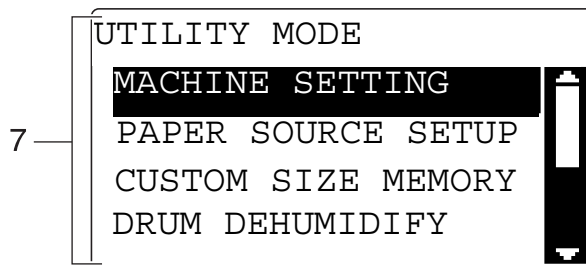 UTILITY MODE
MACHINE SETTING
7
PAPER SOURCE SETUP
CUSTOM SIZE MEMORY
DRUM DEHUMIDIFY